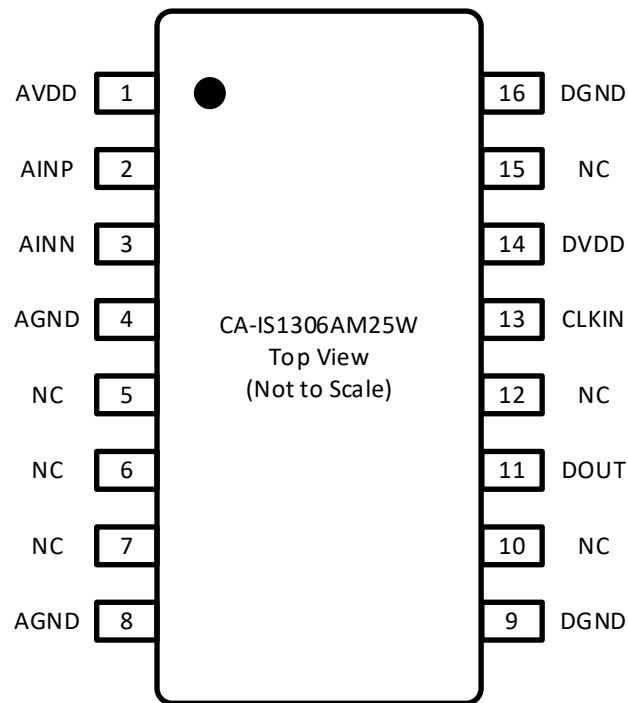 AVDD 1 16 DGND
AINP 2 15 NC
AINN 3 14 DVDD
AGND 4 13 CLKIN
CA-IS1306AM25W
Top View
(Not to Scale)
NC 5 12 NC
NC 6 11 DOUT
NC 7 10 NC
AGND 8 9 DGND